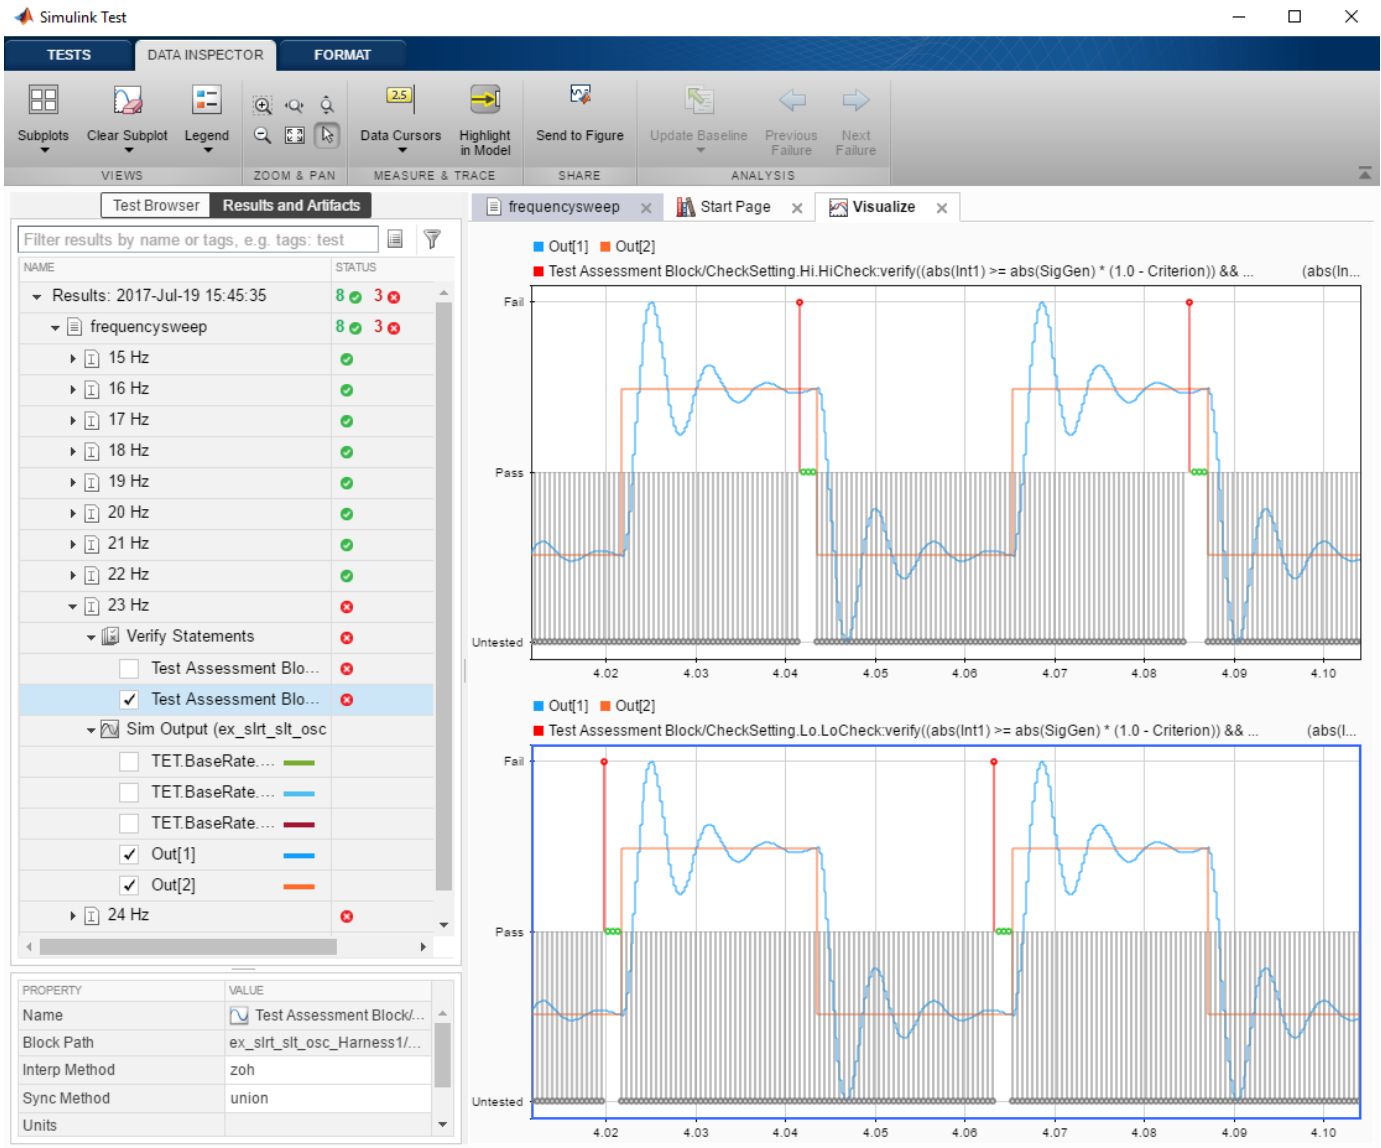 Simulink Test
TESTS DATA INSPECTOR FORMAT
2.5
Subplots Clear Subplot Legend Data Cursors Highlight in Model Send to Figure Update Baseline Previous Failure Next Failure
VIEWS ZOOM & PAN MEASURE & TRACE SHARE ANALYSIS
Test Browser Results and Artifacts
Filter results by name or tags, e.g. tags: test
NAME STATUS
Results: 2017-Jul-19 15:45:35 8 3
frequencysweep 8 3
15 Hz
16 Hz
17 Hz
18 Hz
19 Hz
20 Hz
21 Hz
22 Hz
23 Hz
Verify Statements
Test Assessment Blo...
Test Assessment Blo...
Sim Output (ex_slrt_slt_osc
TET.BaseRate....
TET.BaseRate....
TET.BaseRate....
Out[1]
Out[2]
24 Hz
PROPERTY VALUE
Name Test Assessment Block/...
Block Path ex_slrt_slt_osc_Harness1/...
Interp Method zoh
Sync Method union
Units
frequencysweep Start Page Visualize
Out[1] Out[2]
Test Assessment Block/CheckSetting.Hi.HiCheck:verify((abs(Int1) >= abs(SigGen) * (1.0 - Criterion)) && ... (abs(In...
Fail
Pass
Untested
4.02 4.03 4.04 4.05 4.06 4.07 4.08 4.09 4.10
Out[1] Out[2]
Test Assessment Block/CheckSetting.Lo.LoCheck:verify((abs(Int1) >= abs(SigGen) * (1.0 - Criterion)) && ... (abs(I...
Fail
Pass
Untested
4.02 4.03 4.04 4.05 4.06 4.07 4.08 4.09 4.10